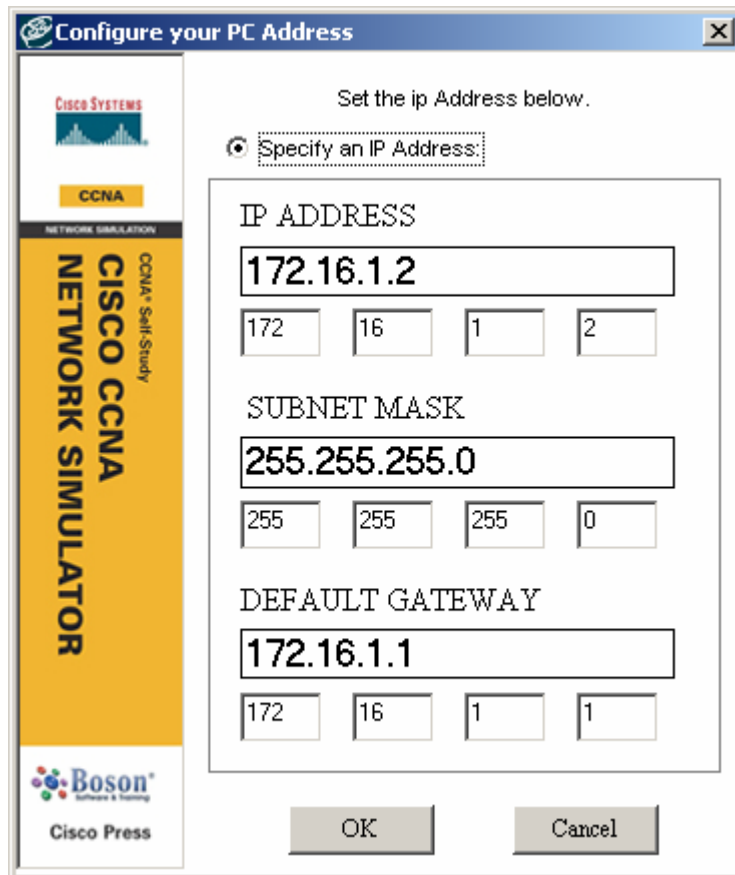 Configure your PC Address
CISCO SYSTEMS
CCNA
NETWORK SIMULATION
CCNA® Self-Study
CISCO CCNA
NETWORK SIMULATOR
Boson®
Software & Training
Cisco Press
Set the ip Address below.
Specify an IP Address:
IP ADDRESS
172.16.1.2
172 16 1 2
SUBNET MASK
255.255.255.0
255 255 255 0
DEFAULT GATEWAY
172.16.1.1
172 16 1 1
OK Cancel